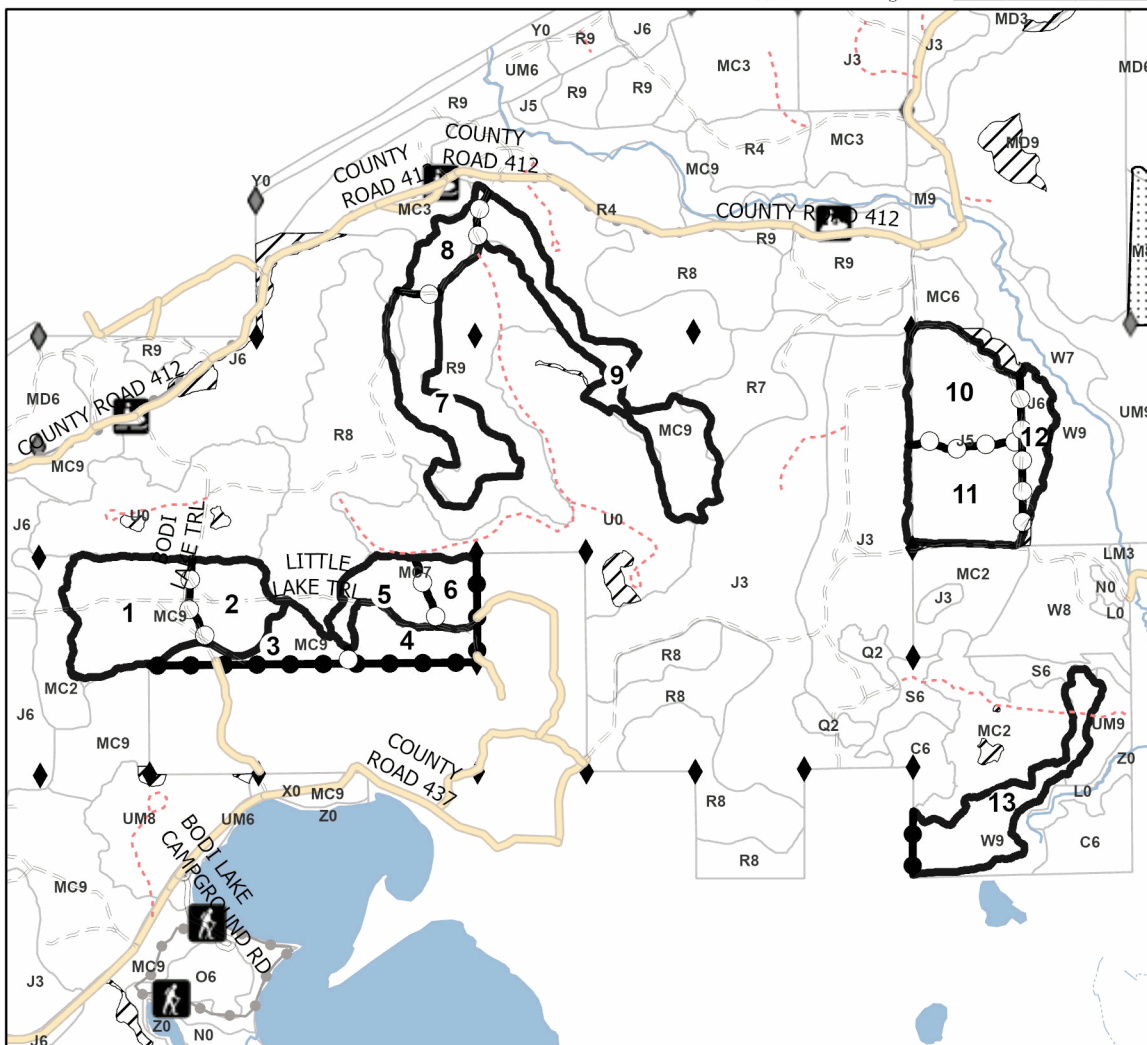 MD3
Y0
R9
J6
J3
J3
UM6
MC3
MD6
R9
R9
R9
J5
COUNTY
ROAD 412
R4
MC3
MD9
COUNTY
ROAD 41
MC9
Y0
MC3
R4
COUNTY ROAD 412
M9
R9
8
R8
R9
MC6
R9
J6
W7
R9
9
R7
10
MD6
7
J6
UM9
COUNTY ROAD 412
R8
MC9
J5
12
W9
MC9
11
J6
U0
BODI
LAKE TRL
U0
J3
LITTLE
LAKE TRL
MC7
5
6
J3
MC2
LM3
N0
L0
1
MC9
2
3
MC9
4
J3
W8
Q2
R8
MC2
S6
S6
J6
R8
Q2
MC2
UM9
MC9
COUNTY
ROAD 437
C6
Z0
X0
MC9
Z0
R8
13
L0
UM8
UM6
W9
C6
BODI LAKE
CAMPGROUND RD
R8
MC9
MC9
O6
J3
Z0
N0
J6